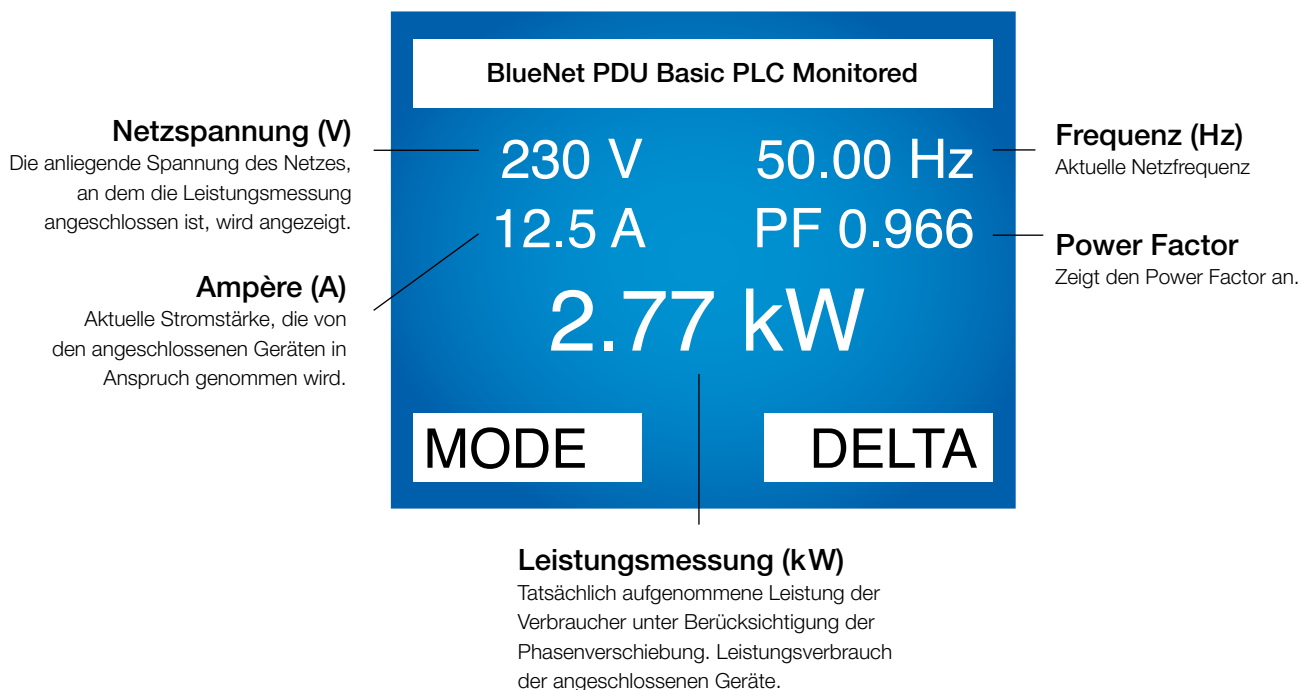 BlueNet PDU Basic PLC Monitored
Netzspannung (V)
Die anliegende Spannung des Netzes,
an dem die Leistungsmessung
angeschlossen ist, wird angezeigt.
Ampère (A)
Aktuelle Stromstärke, die von
den angeschlossenen Geräten in
Anspruch genommen wird.
230 V 50.00 Hz
12.5 A PF 0.966
2.77 kW
MODE DELTA
Frequenz (Hz)
Aktuelle Netzfrequenz
Power Factor
Zeigt den Power Factor an.
Leistungsmessung (kW)
Tatsächlich aufgenommene Leistung der
Verbraucher unter Berücksichtigung der
Phasenverschiebung. Leistungsverbrauch
der angeschlossenen Geräte.